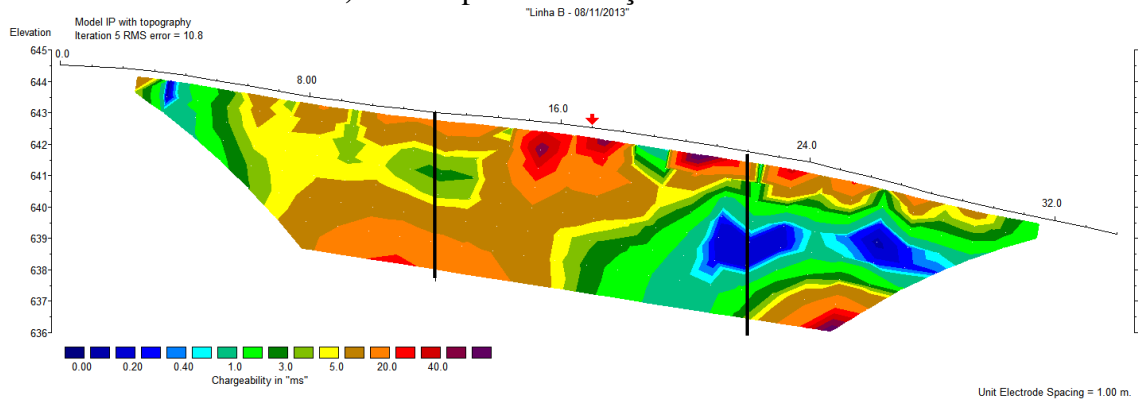 "Linha B - 08/11/2013"
Model IP with topography
Iteration 5 RMS error = 10.8
Elevation
645
644
643
642
641
640
639
638
637
636
0.0
8.00
16.0
24.0
32.0
0.00 0.20 0.40 1.0 3.0 5.0 20.0 40.0
Chargeability in "ms"
Unit Electrode Spacing = 1.00 m.